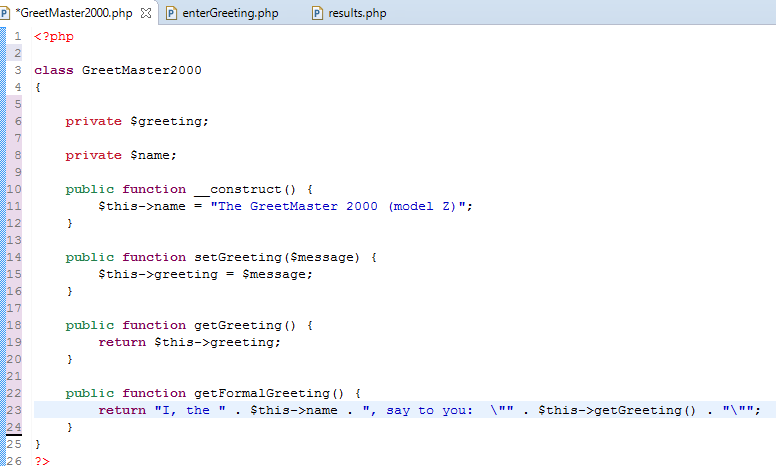 *GreetMaster2000.php enterGreeting.php results.php
1 <?php
2
3 class GreetMaster2000
4 {
5
6     private $greeting;
7
8     private $name;
9
10     public function __construct() {
11         $this->name = "The GreetMaster 2000 (model Z)";
12     }
13
14     public function setGreeting($message) {
15         $this->greeting = $message;
16     }
17
18     public function getGreeting() {
19         return $this->greeting;
20     }
21
22     public function getFormalGreeting() {
23         return "I, the " . $this->name . ", say to you:  \"" . $this->getGreeting() . "\"";
24     }
25 }
26 ?>